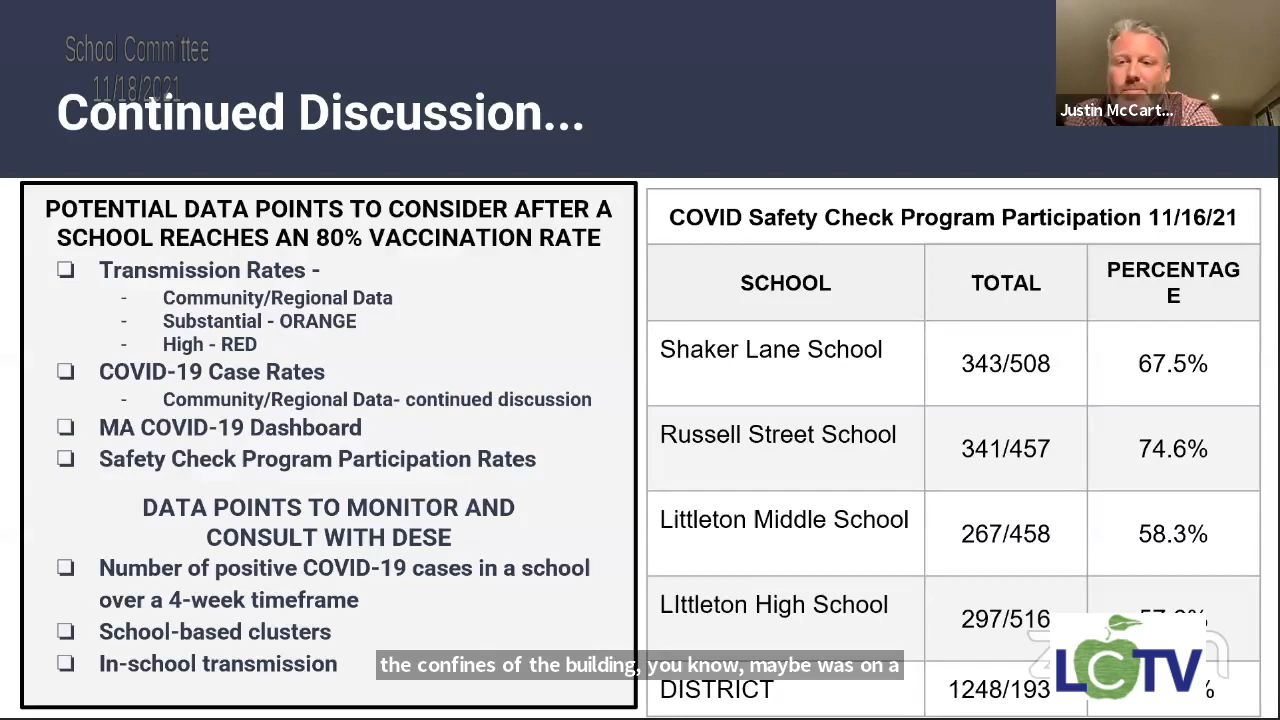 School Committee
11/18/2021
Continued Discussion...
Justin McCart...
POTENTIAL DATA POINTS TO CONSIDER AFTER A
SCHOOL REACHES AN 80% VACCINATION RATE
❏ Transmission Rates -
- Community/Regional Data
- Substantial - ORANGE
- High - RED
❏ COVID-19 Case Rates
- Community/Regional Data- continued discussion
❏ MA COVID-19 Dashboard
❏ Safety Check Program Participation Rates
DATA POINTS TO MONITOR AND
CONSULT WITH DESE
❏ Number of positive COVID-19 cases in a school
over a 4-week timeframe
❏ School-based clusters
❏ In-school transmission
COVID Safety Check Program Participation 11/16/21
SCHOOL TOTAL PERCENTAG
E
Shaker Lane School 343/508 67.5%
Russell Street School 341/457 74.6%
Littleton Middle School 267/458 58.3%
LIttleton High School 297/516
DISTRICT 1248/193 %
the confines of the building, you know, maybe was on a
LCTV